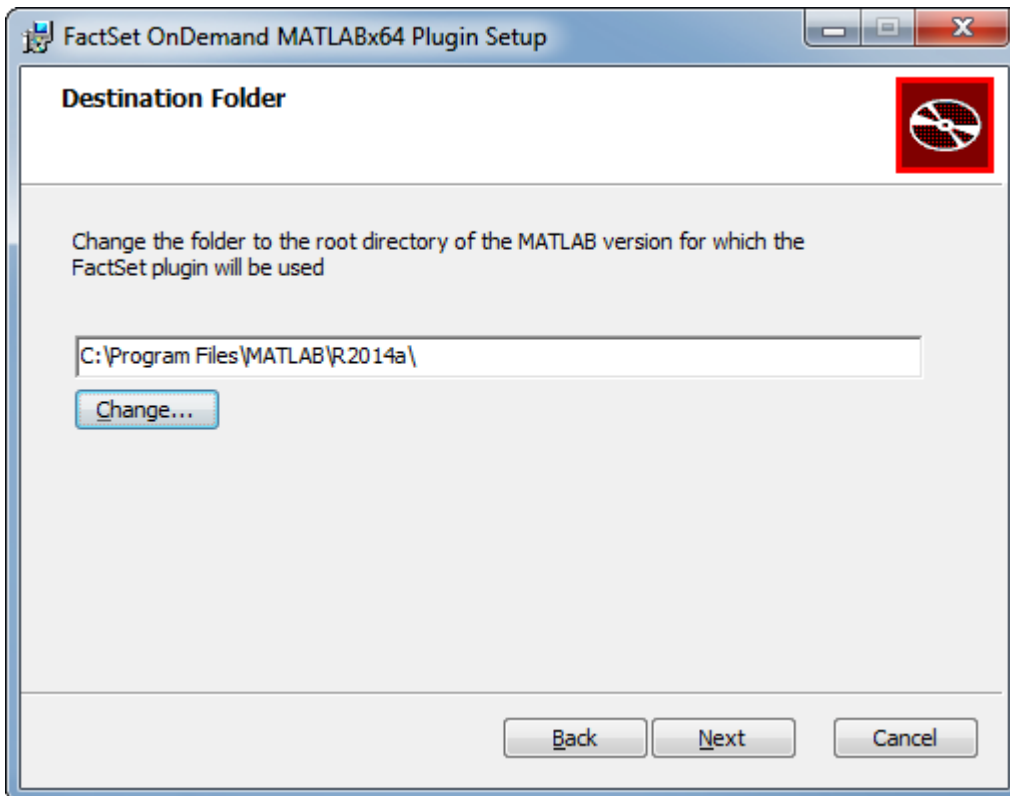 FactSet OnDemand MATLABx64 Plugin Setup
Destination Folder
Change the folder to the root directory of the MATLAB version for which the
FactSet plugin will be used
C:\Program Files\MATLAB\R2014a\
Change...
Back Next Cancel